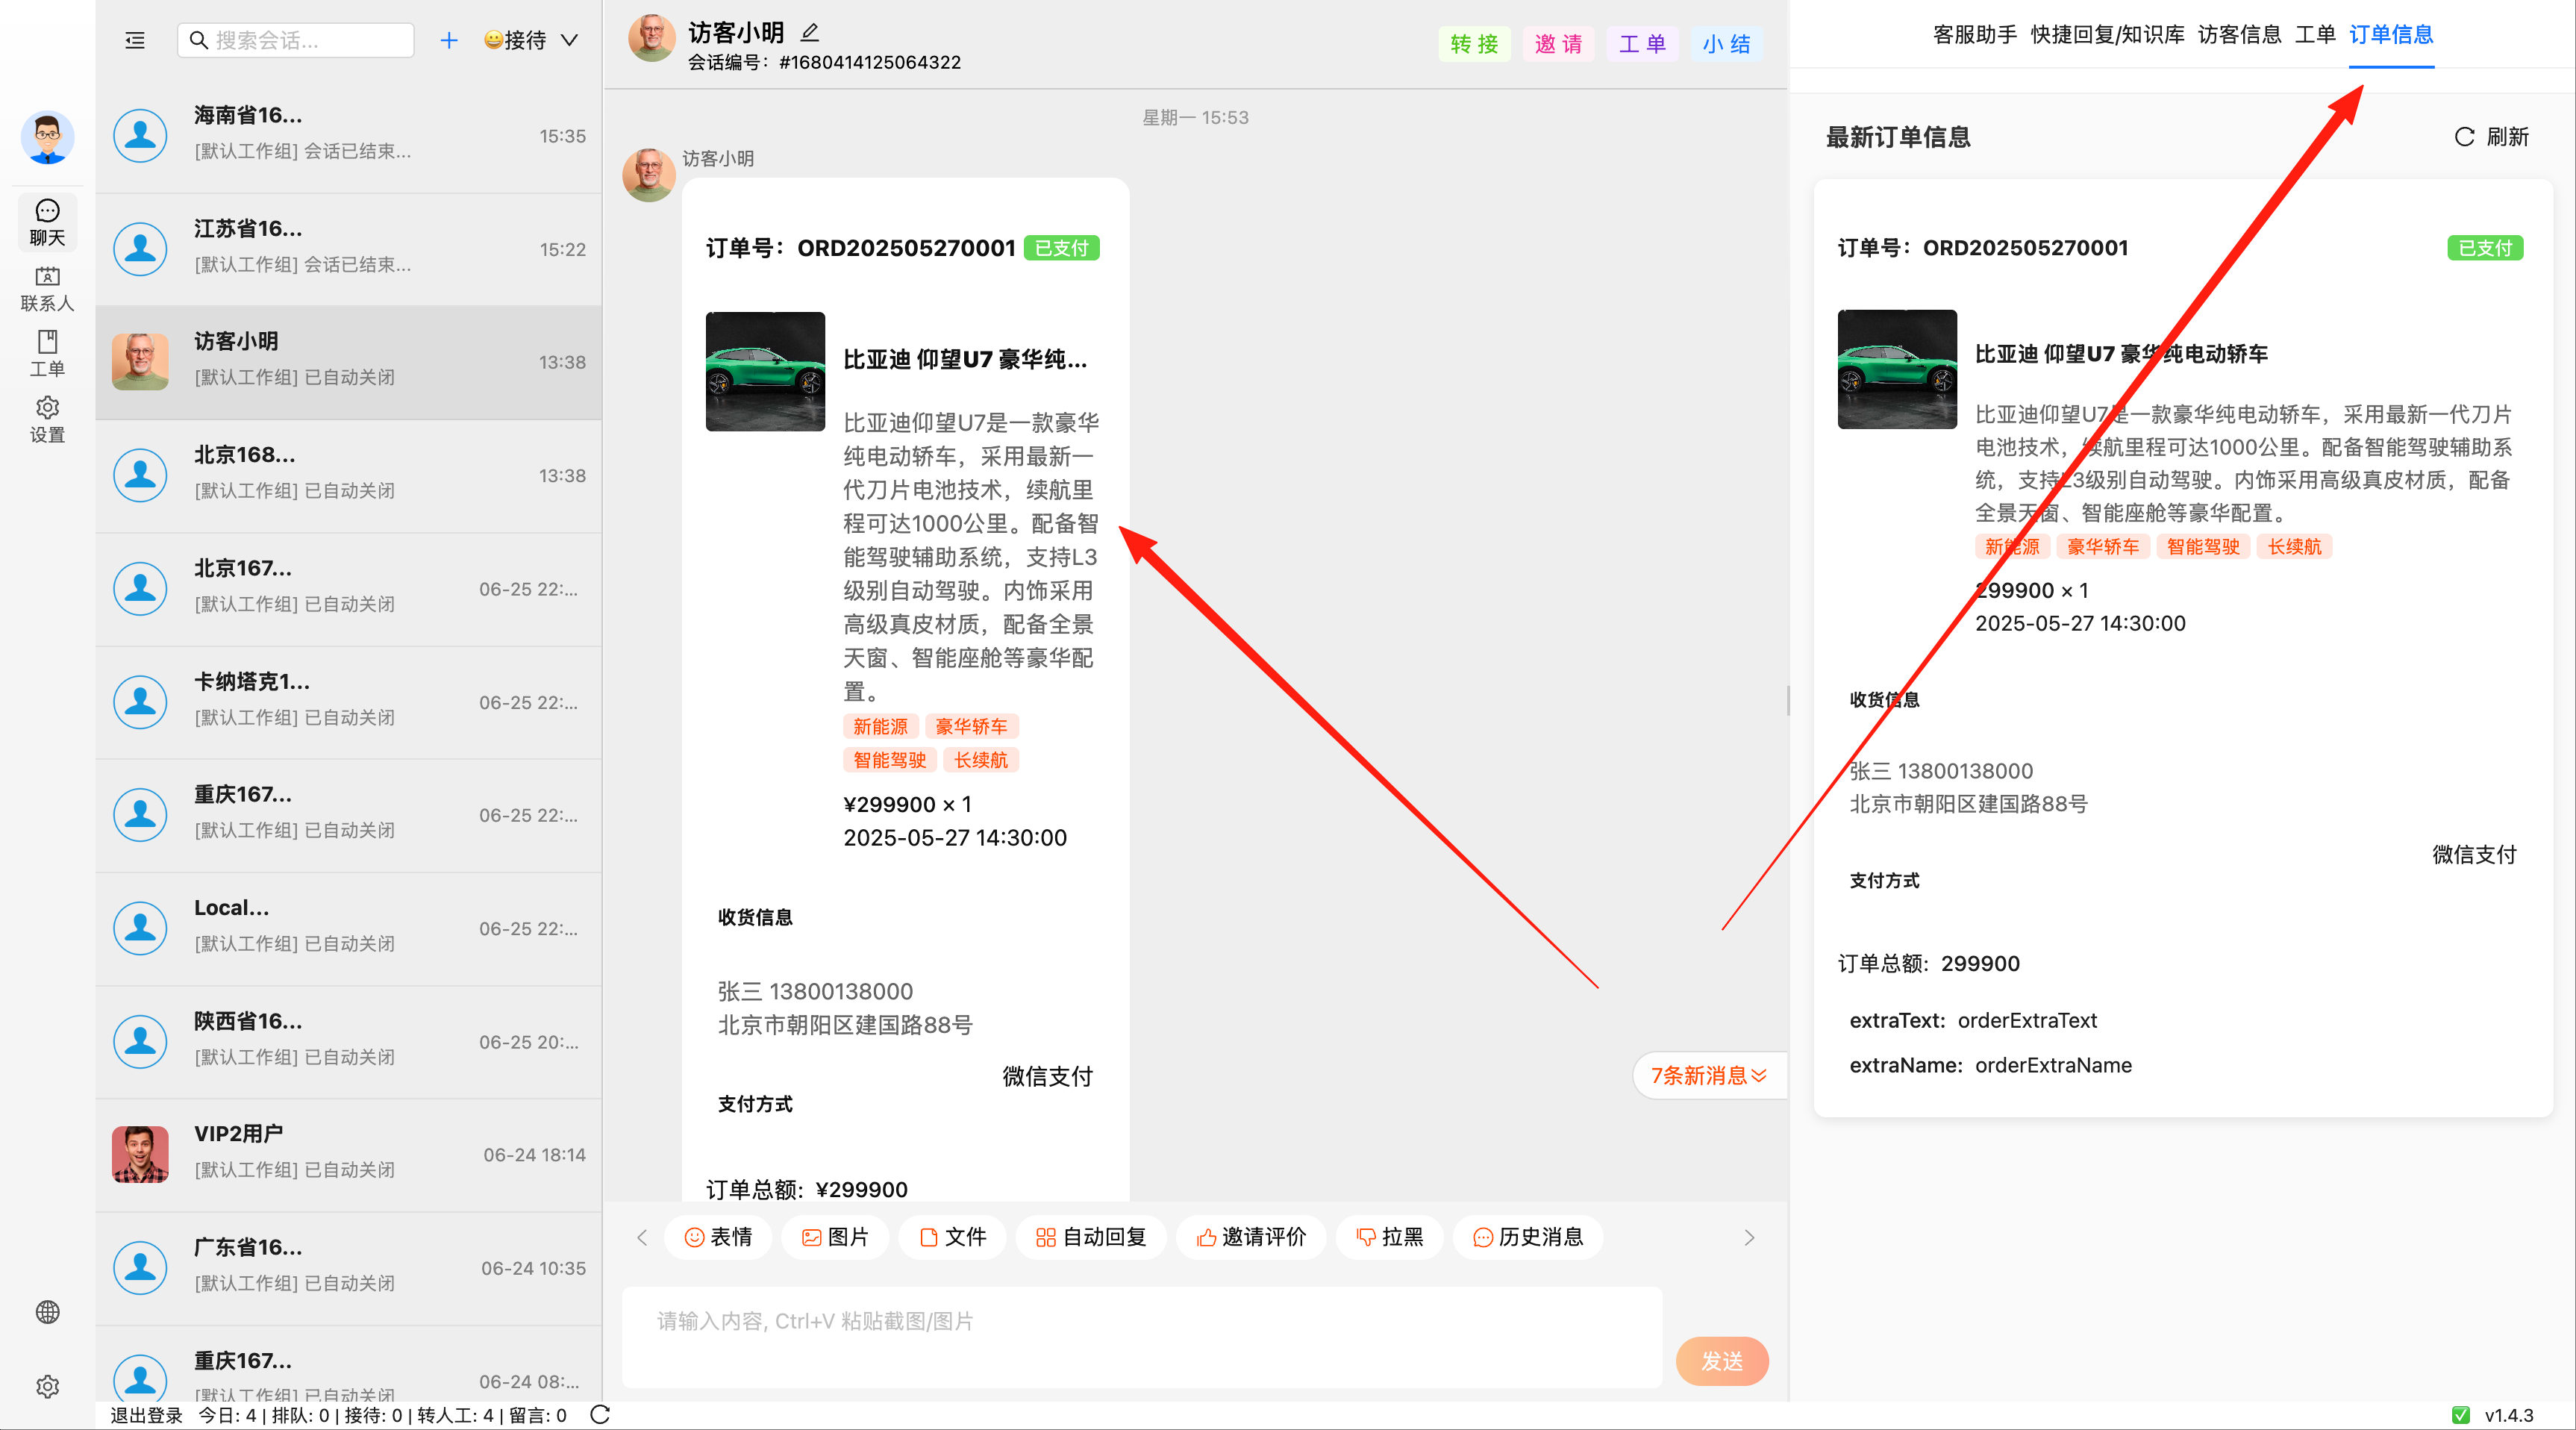 聊天
联系人
工单
设置
搜索会话...
😀接待
海南省16...
15:35
[默认工作组] 会话已结束...
江苏省16...
15:22
[默认工作组] 会话已结束...
访客小明
13:38
[默认工作组] 已自动关闭
北京168...
13:38
[默认工作组] 已自动关闭
北京167...
06-25 22:...
[默认工作组] 已自动关闭
卡纳塔克1...
06-25 22:...
[默认工作组] 已自动关闭
重庆167...
06-25 22:...
[默认工作组] 已自动关闭
Local...
06-25 22:...
[默认工作组] 已自动关闭
陕西省16...
06-25 20:...
[默认工作组] 已自动关闭
VIP2用户
06-24 18:14
[默认工作组] 已自动关闭
广东省16...
06-24 10:35
[默认工作组] 已自动关闭
重庆167...
06-24 08:...
[默认工作组] 已自动关闭
访客小明
会话编号：#1680414125064322
转 接
邀 请
工 单
小 结
星期一 15:53
访客小明
订单号：ORD202505270001 已支付
比亚迪 仰望U7 豪华纯...
比亚迪仰望U7是一款豪华
纯电动轿车，采用最新一
代刀片电池技术，续航里
程可达1000公里。配备智
能驾驶辅助系统，支持L3
级别自动驾驶。内饰采用
高级真皮材质，配备全景
天窗、智能座舱等豪华配
置。
新能源 豪华轿车
智能驾驶 长续航
¥299900 × 1
2025-05-27 14:30:00
收货信息
张三 13800138000
北京市朝阳区建国路88号
微信支付
支付方式
订单总额: ¥299900
7条新消息
表情 图片 文件 自动回复 邀请评价 拉黑 历史消息
请输入内容, Ctrl+V 粘贴截图/图片
发送
客服助手 快捷回复/知识库 访客信息 工单 订单信息
最新订单信息
刷新
订单号：ORD202505270001
已支付
比亚迪 仰望U7 豪华纯电动轿车
比亚迪仰望U7是一款豪华纯电动轿车，采用最新一代刀片
电池技术，续航里程可达1000公里。配备智能驾驶辅助系
统，支持L3级别自动驾驶。内饰采用高级真皮材质，配备
全景天窗、智能座舱等豪华配置。
新能源 豪华轿车 智能驾驶 长续航
299900 × 1
2025-05-27 14:30:00
收货信息
张三 13800138000
北京市朝阳区建国路88号
微信支付
支付方式
订单总额: 299900
extraText: orderExtraText
extraName: orderExtraName
退出登录 今日: 4 | 排队: 0 | 接待: 0 | 转人工: 4 | 留言: 0
v1.4.3